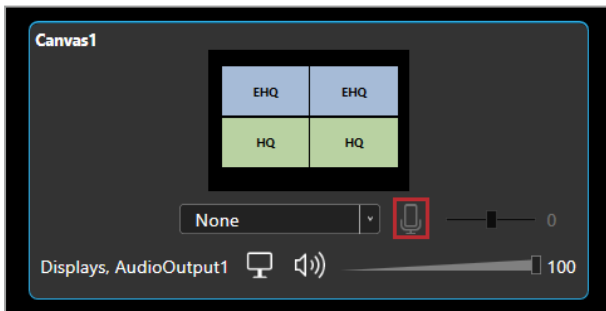 Canvas1
EHQ EHQ
HQ HQ
None 0
Displays, AudioOutput1 100